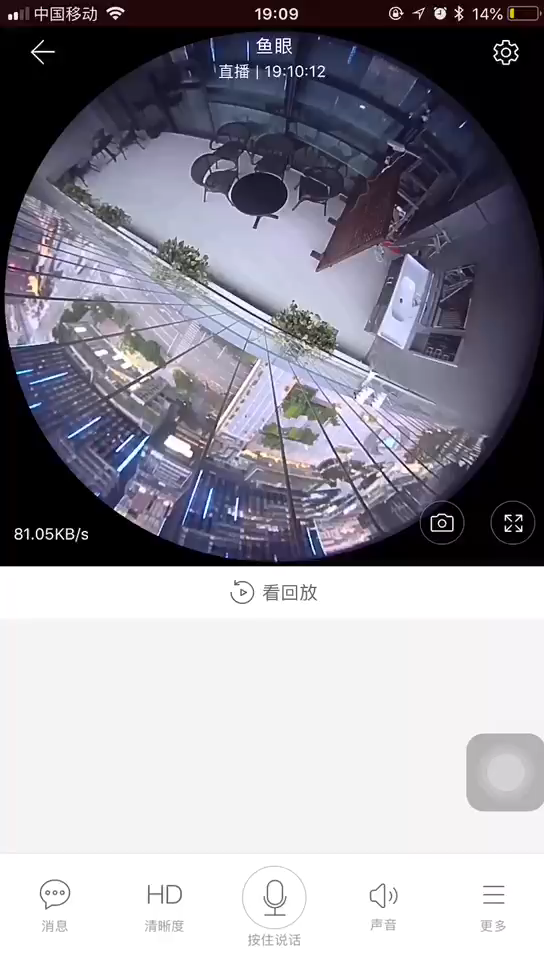 中国移动
19:09
14%
鱼眼
直播 | 19:10:12
81.05KB/s
看回放
HD
消息
清晰度
按住说话
声音
更多